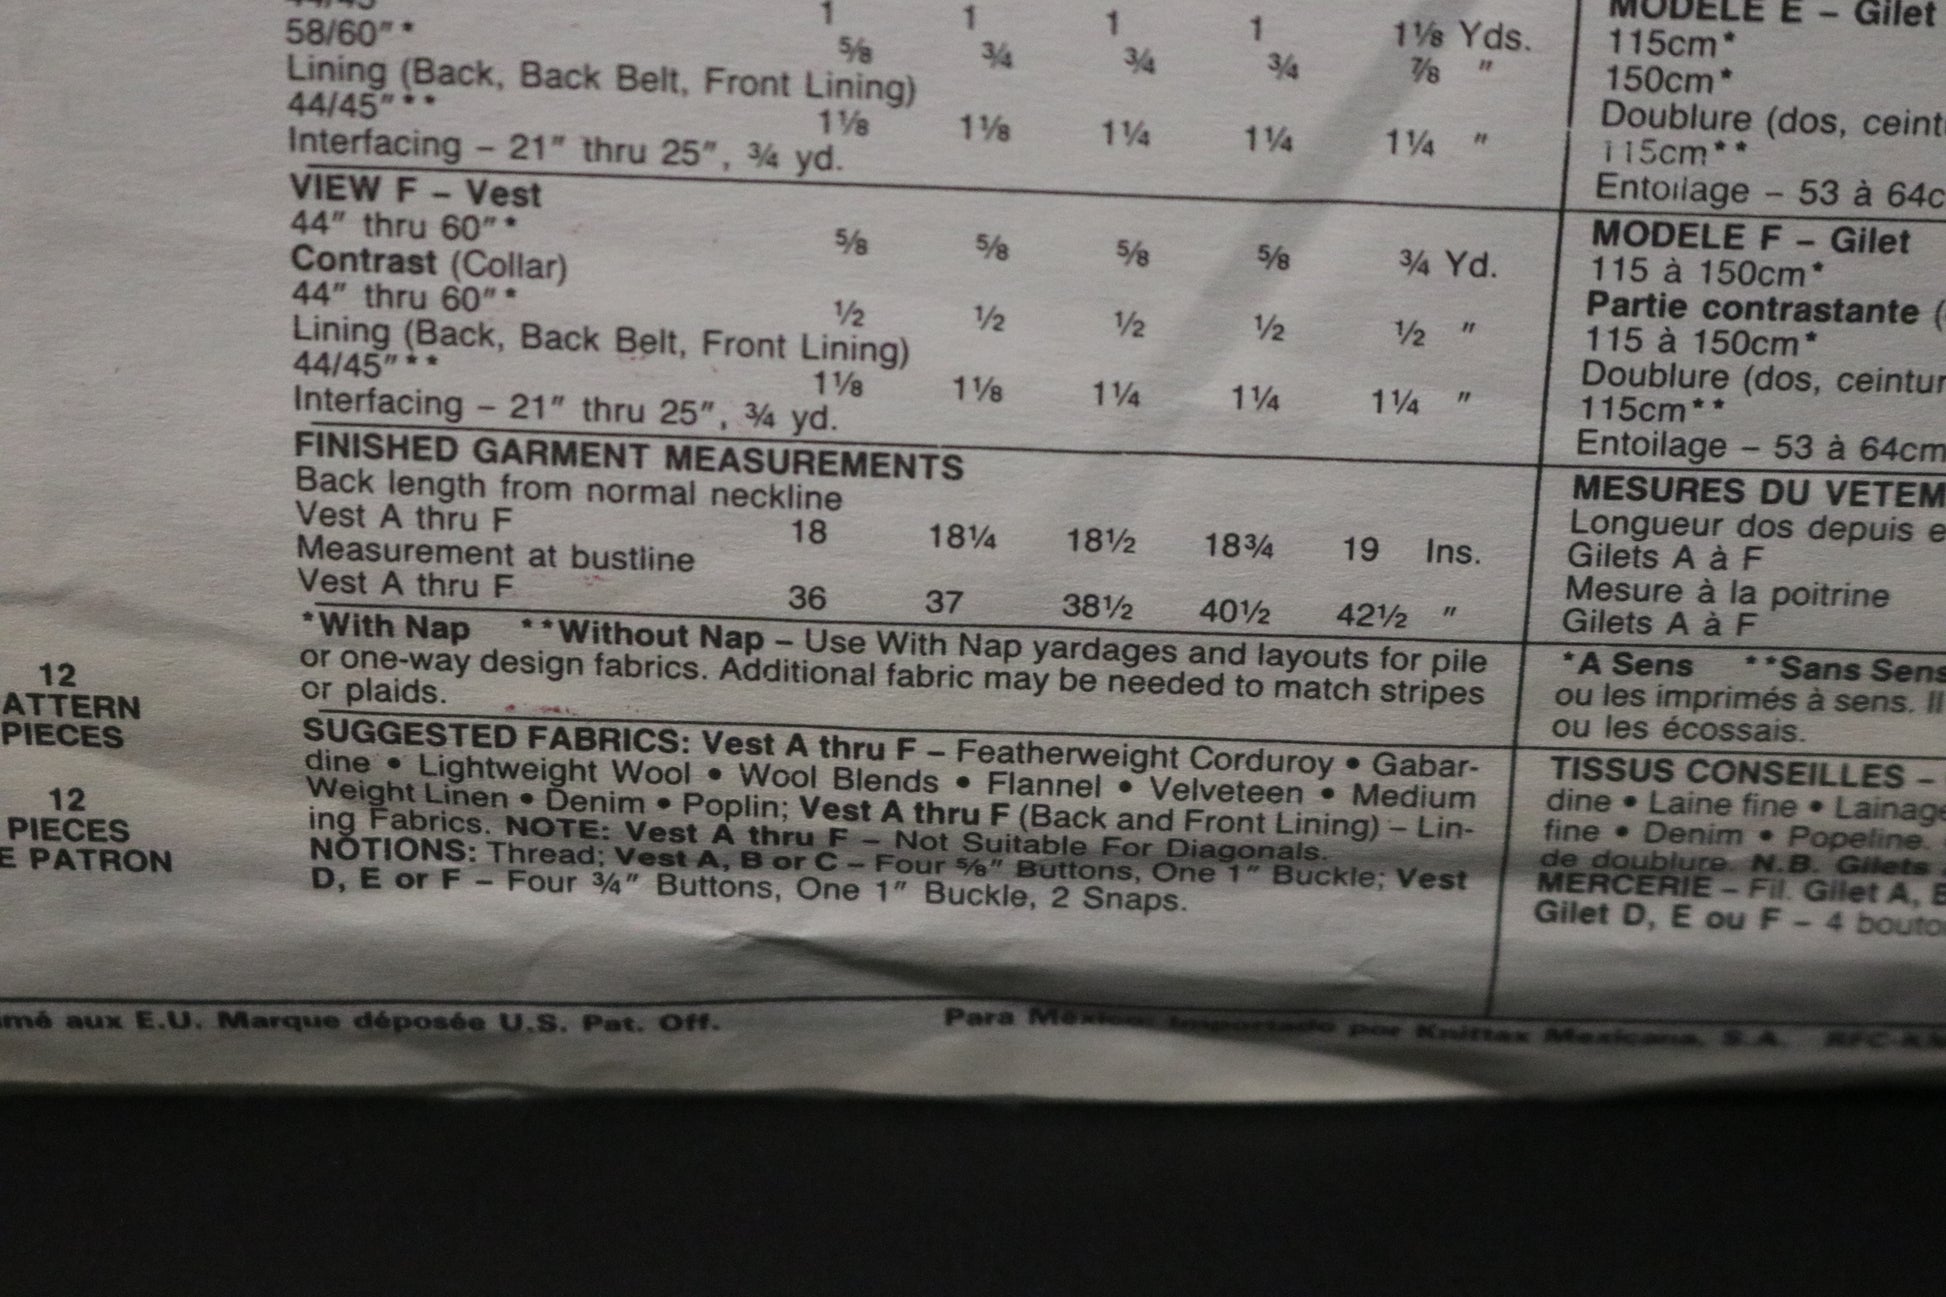 58/60"* 1 1 1 1 1⅛ Yds.
Lining (Back, Back Belt, Front Lining) ⅝ ¾ ¾ ¾ ⅞ "
44/45"** 1⅛ 1⅛ 1¼ 1¼ 1¼ "
Interfacing – 21" thru 25", ¾ yd.
VIEW F – Vest
44" thru 60"* ⅝ ⅝ ⅝ ⅝ ¾ Yd.
Contrast (Collar)
44" thru 60"* ½ ½ ½ ½ ½ "
Lining (Back, Back Belt, Front Lining)
44/45"** 1⅛ 1⅛ 1¼ 1¼ 1¼ "
Interfacing – 21" thru 25", ¾ yd.
FINISHED GARMENT MEASUREMENTS
Back length from normal neckline
Vest A thru F 18 18¼ 18½ 18¾ 19 Ins.
Measurement at bustline
Vest A thru F 36 37 38½ 40½ 42½ "
*With Nap **Without Nap – Use With Nap yardages and layouts for pile
or one-way design fabrics. Additional fabric may be needed to match stripes
or plaids.
SUGGESTED FABRICS: Vest A thru F – Featherweight Corduroy • Gabar-
dine • Lightweight Wool • Wool Blends • Flannel • Velveteen • Medium
Weight Linen • Denim • Poplin; Vest A thru F (Back and Front Lining) – Lin-
ing Fabrics. NOTE: Vest A thru F – Not Suitable For Diagonals.
NOTIONS: Thread; Vest A, B or C – Four ⅝" Buttons, One 1" Buckle; Vest
D, E or F – Four ¾" Buttons, One 1" Buckle, 2 Snaps.
MODELE E – Gilet
115cm*
150cm*
Doublure (dos, ceint
115cm**
Entoilage – 53 à 64c
MODELE F – Gilet
115 à 150cm*
Partie contrastante (
115 à 150cm*
Doublure (dos, ceintur
115cm**
Entoilage – 53 à 64cm
MESURES DU VETEM
Longueur dos depuis e
Gilets A à F
Mesure à la poitrine
Gilets A à F
*A Sens **Sans Sens
ou les imprimés à sens. Il
ou les écossais.
TISSUS CONSEILLES –
dine • Laine fine • Lainage
fine • Denim • Popeline.
de doublure. N.B. Gilets
MERCERIE – Fil. Gilet A, B
Gilet D, E ou F – 4 bouto
12
ATTERN
PIECES
12
PIECES
E PATRON
mé aux E.U. Marque déposée U.S. Pat. Off.
Para México: Importado por Knittax Mexicana, S.A.